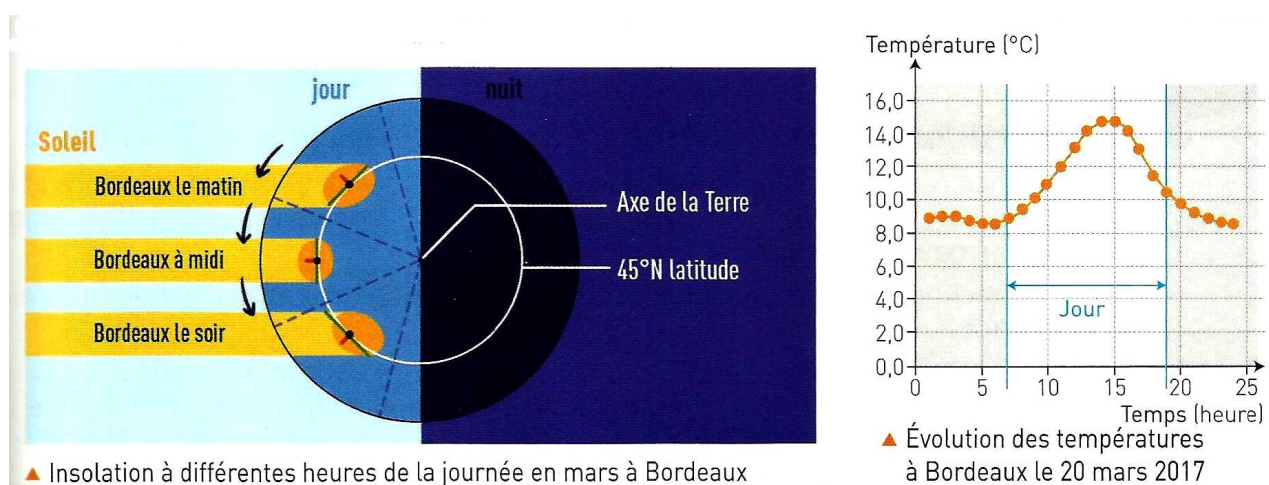 jour
nuit
Soleil
Bordeaux le matin
Bordeaux à midi
Bordeaux le soir
Axe de la Terre
45°N latitude
▲ Insolation à différentes heures de la journée en mars à Bordeaux
Température (°C)
16,0
14,0
12,0
10,0
8,0
6,0
4,0
2,0
0,0
Jour
0 5 10 15 20 25
Temps (heure)
▲ Évolution des températures
à Bordeaux le 20 mars 2017